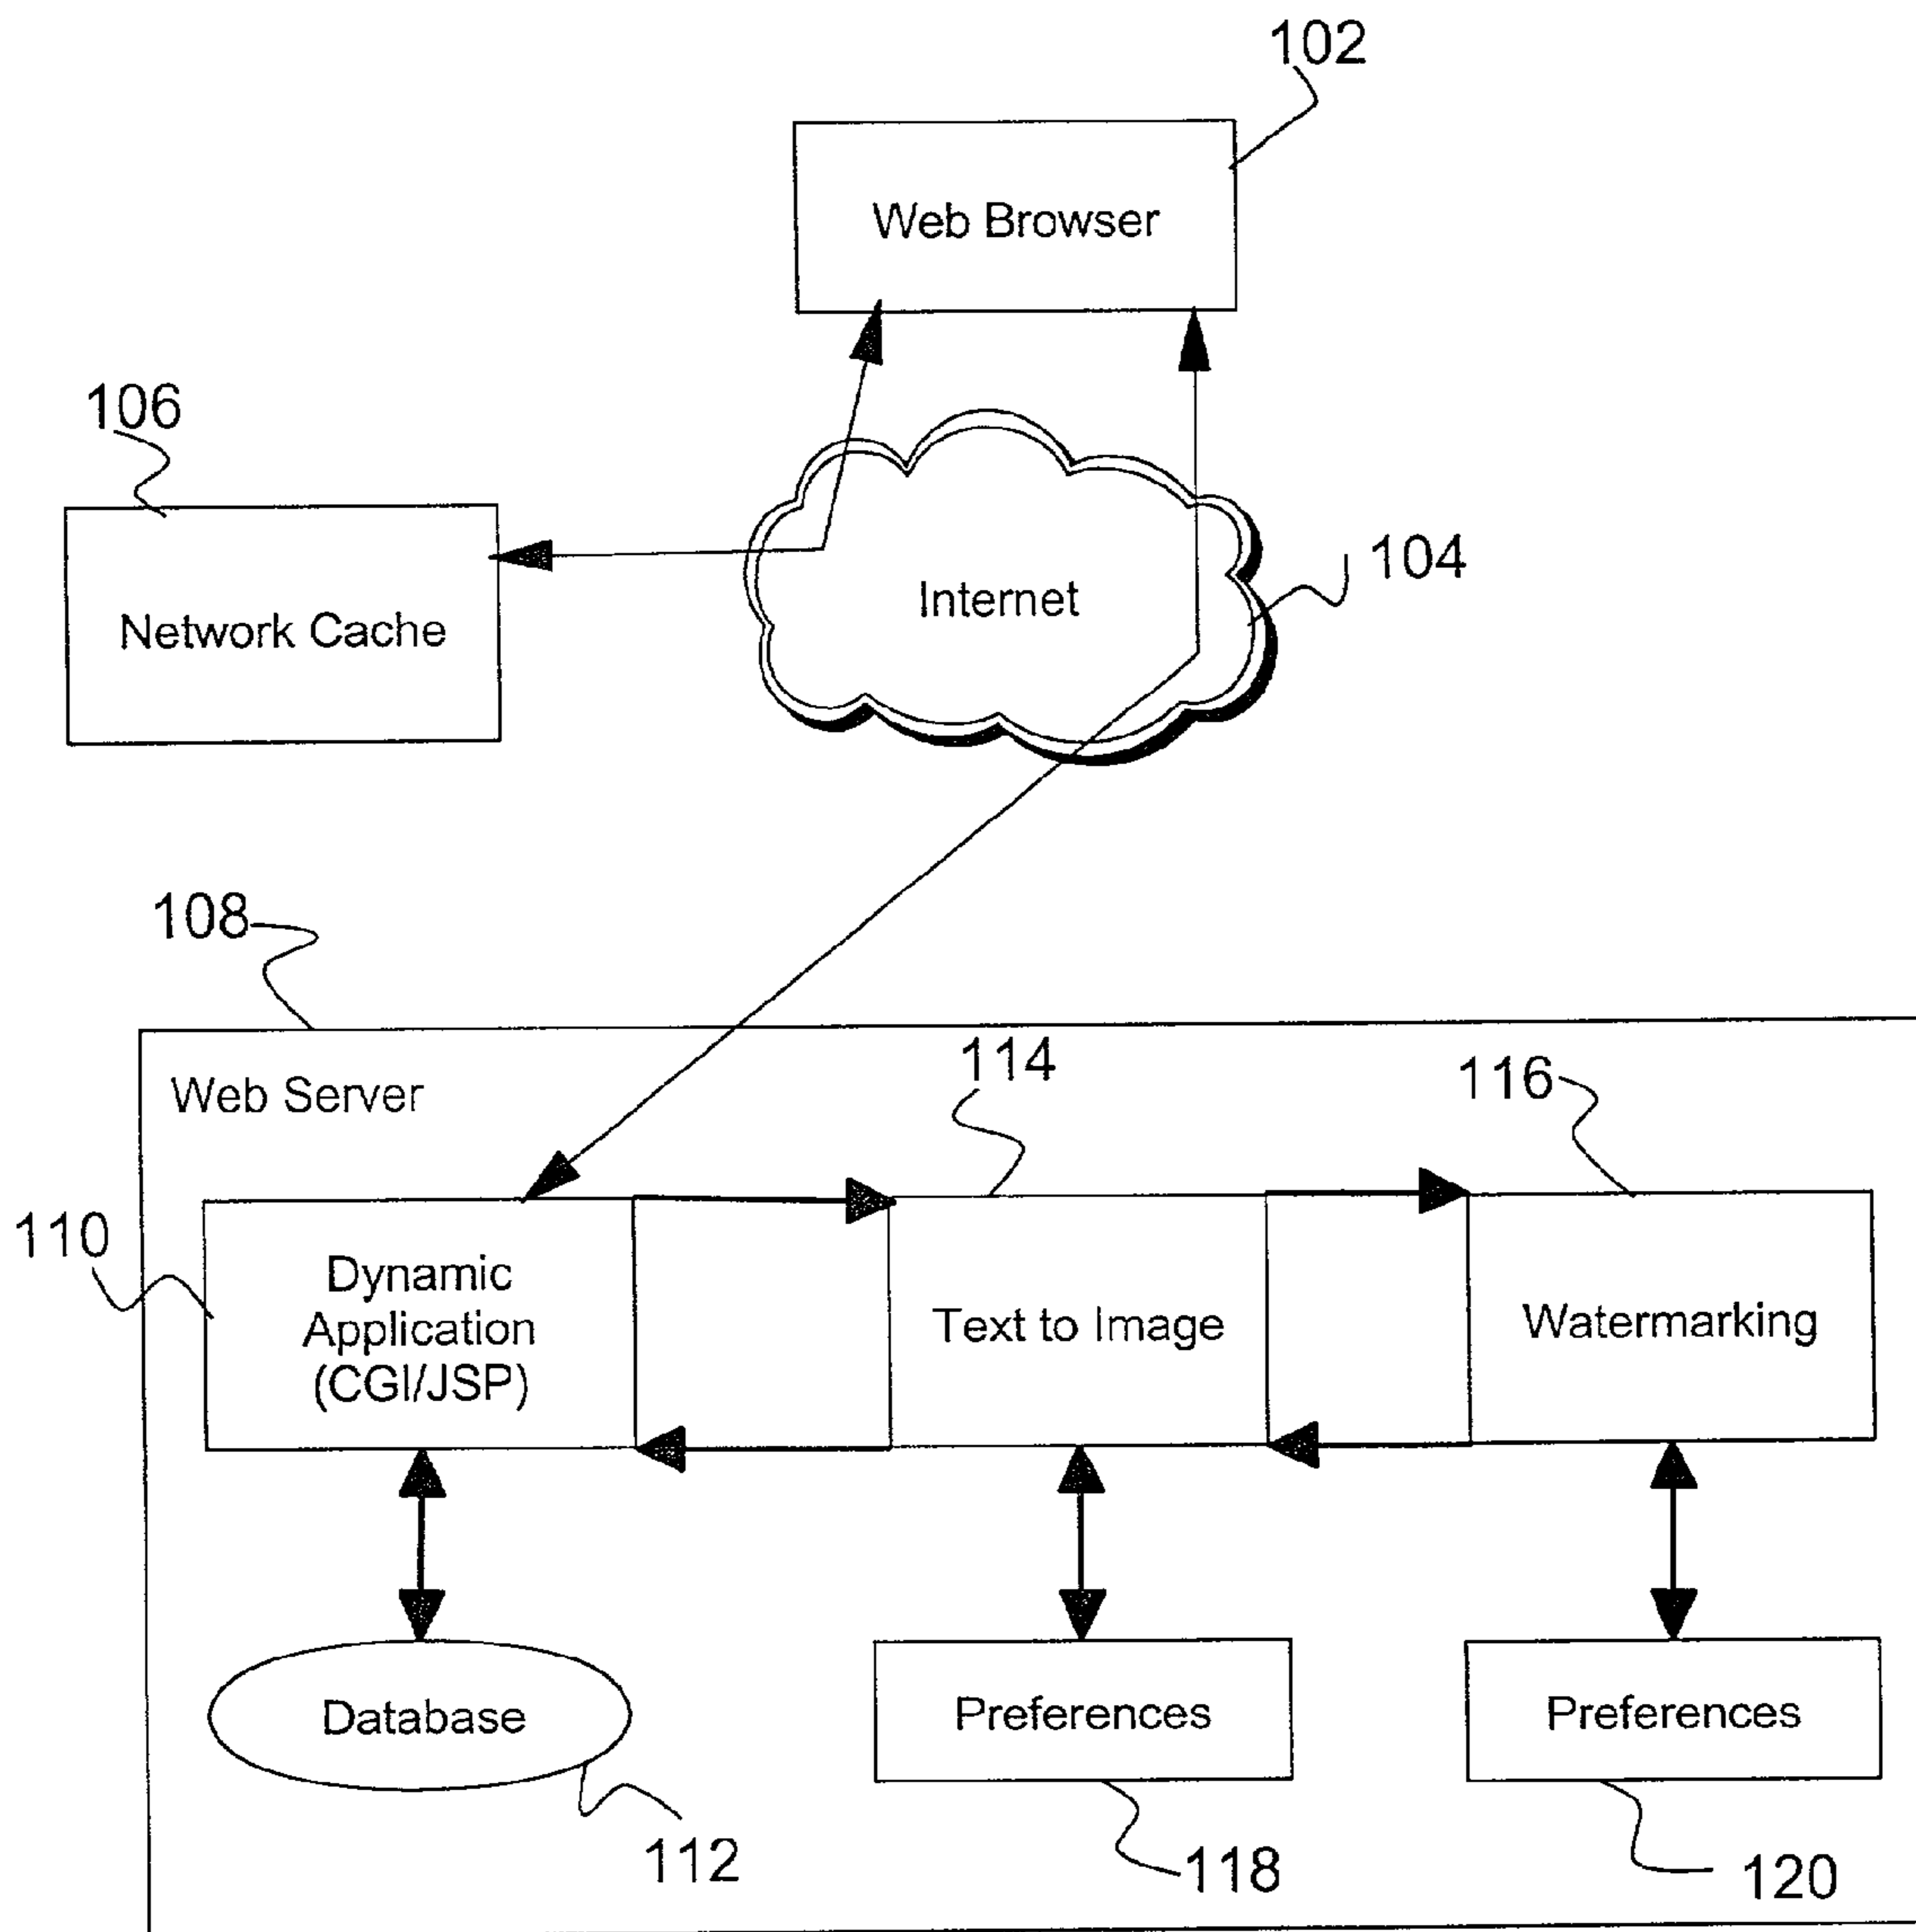 102
Web Browser
106
104
Internet
Network Cache
108
Web Server
114
116
110
Dynamic
Application
(CGI/JSP)
Text to Image
Watermarking
Database
Preferences
Preferences
112
118
120